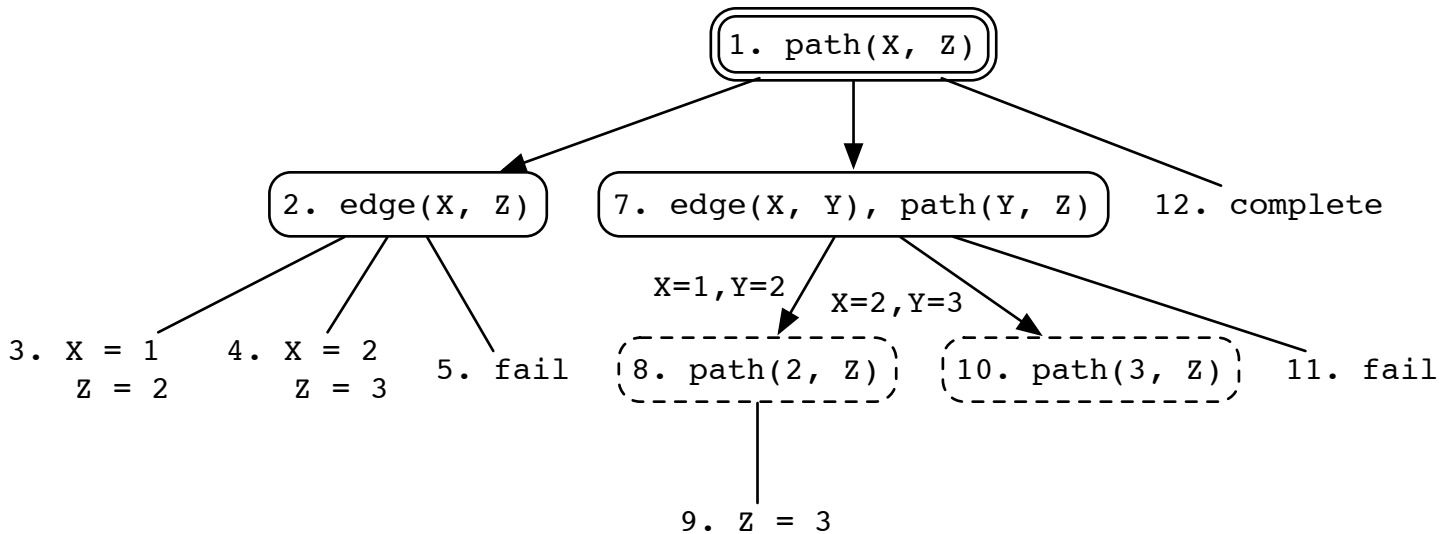 1. path(X, Z)
2. edge(X, Z)
7. edge(X, Y), path(Y, Z)
12. complete
X=1,Y=2
X=2,Y=3
3. X = 1
Z = 2
4. X = 2
Z = 3
5. fail
8. path(2, Z)
10. path(3, Z)
11. fail
9. Z = 3